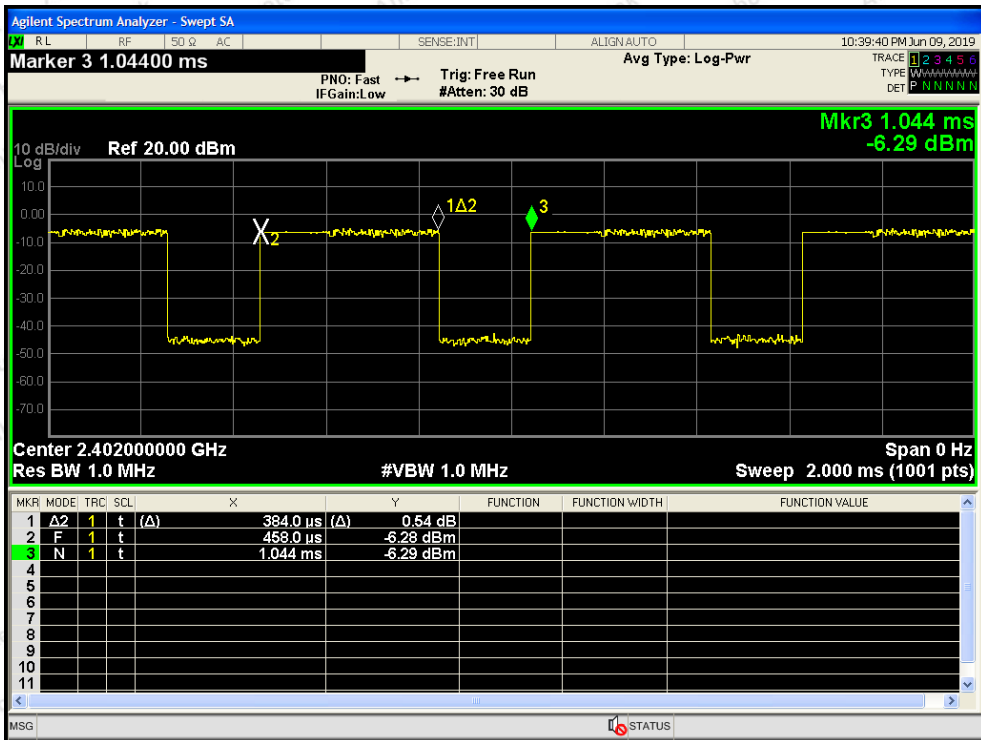 Agilent Spectrum Analyzer - Swept SA
LXI RL RF 50 Ω AC SENSE:INT ALIGN AUTO 10:39:40 PM Jun 09, 2019
Marker 3 1.04400 ms
PNO: Fast
IFGain:Low
Trig: Free Run
#Atten: 30 dB
Avg Type: Log-Pwr
TRACE 1 2 3 4 5 6
TYPE W
DET P N N N N N
Mkr3 1.044 ms
-6.29 dBm
10 dB/div Ref 20.00 dBm
Log
10.0
0.00
-10.0
-20.0
-30.0
-40.0
-50.0
-60.0
-70.0
X2
1Δ2
3
Center 2.402000000 GHz Span 0 Hz
Res BW 1.0 MHz #VBW 1.0 MHz Sweep 2.000 ms (1001 pts)
MKR MODE TRC SCL X Y FUNCTION FUNCTION WIDTH FUNCTION VALUE
1 Δ2 1 t (Δ) 384.0 µs (Δ) 0.54 dB
2 F 1 t 458.0 µs -6.28 dBm
3 N 1 t 1.044 ms -6.29 dBm
4
5
6
7
8
9
10
11
MSG STATUS